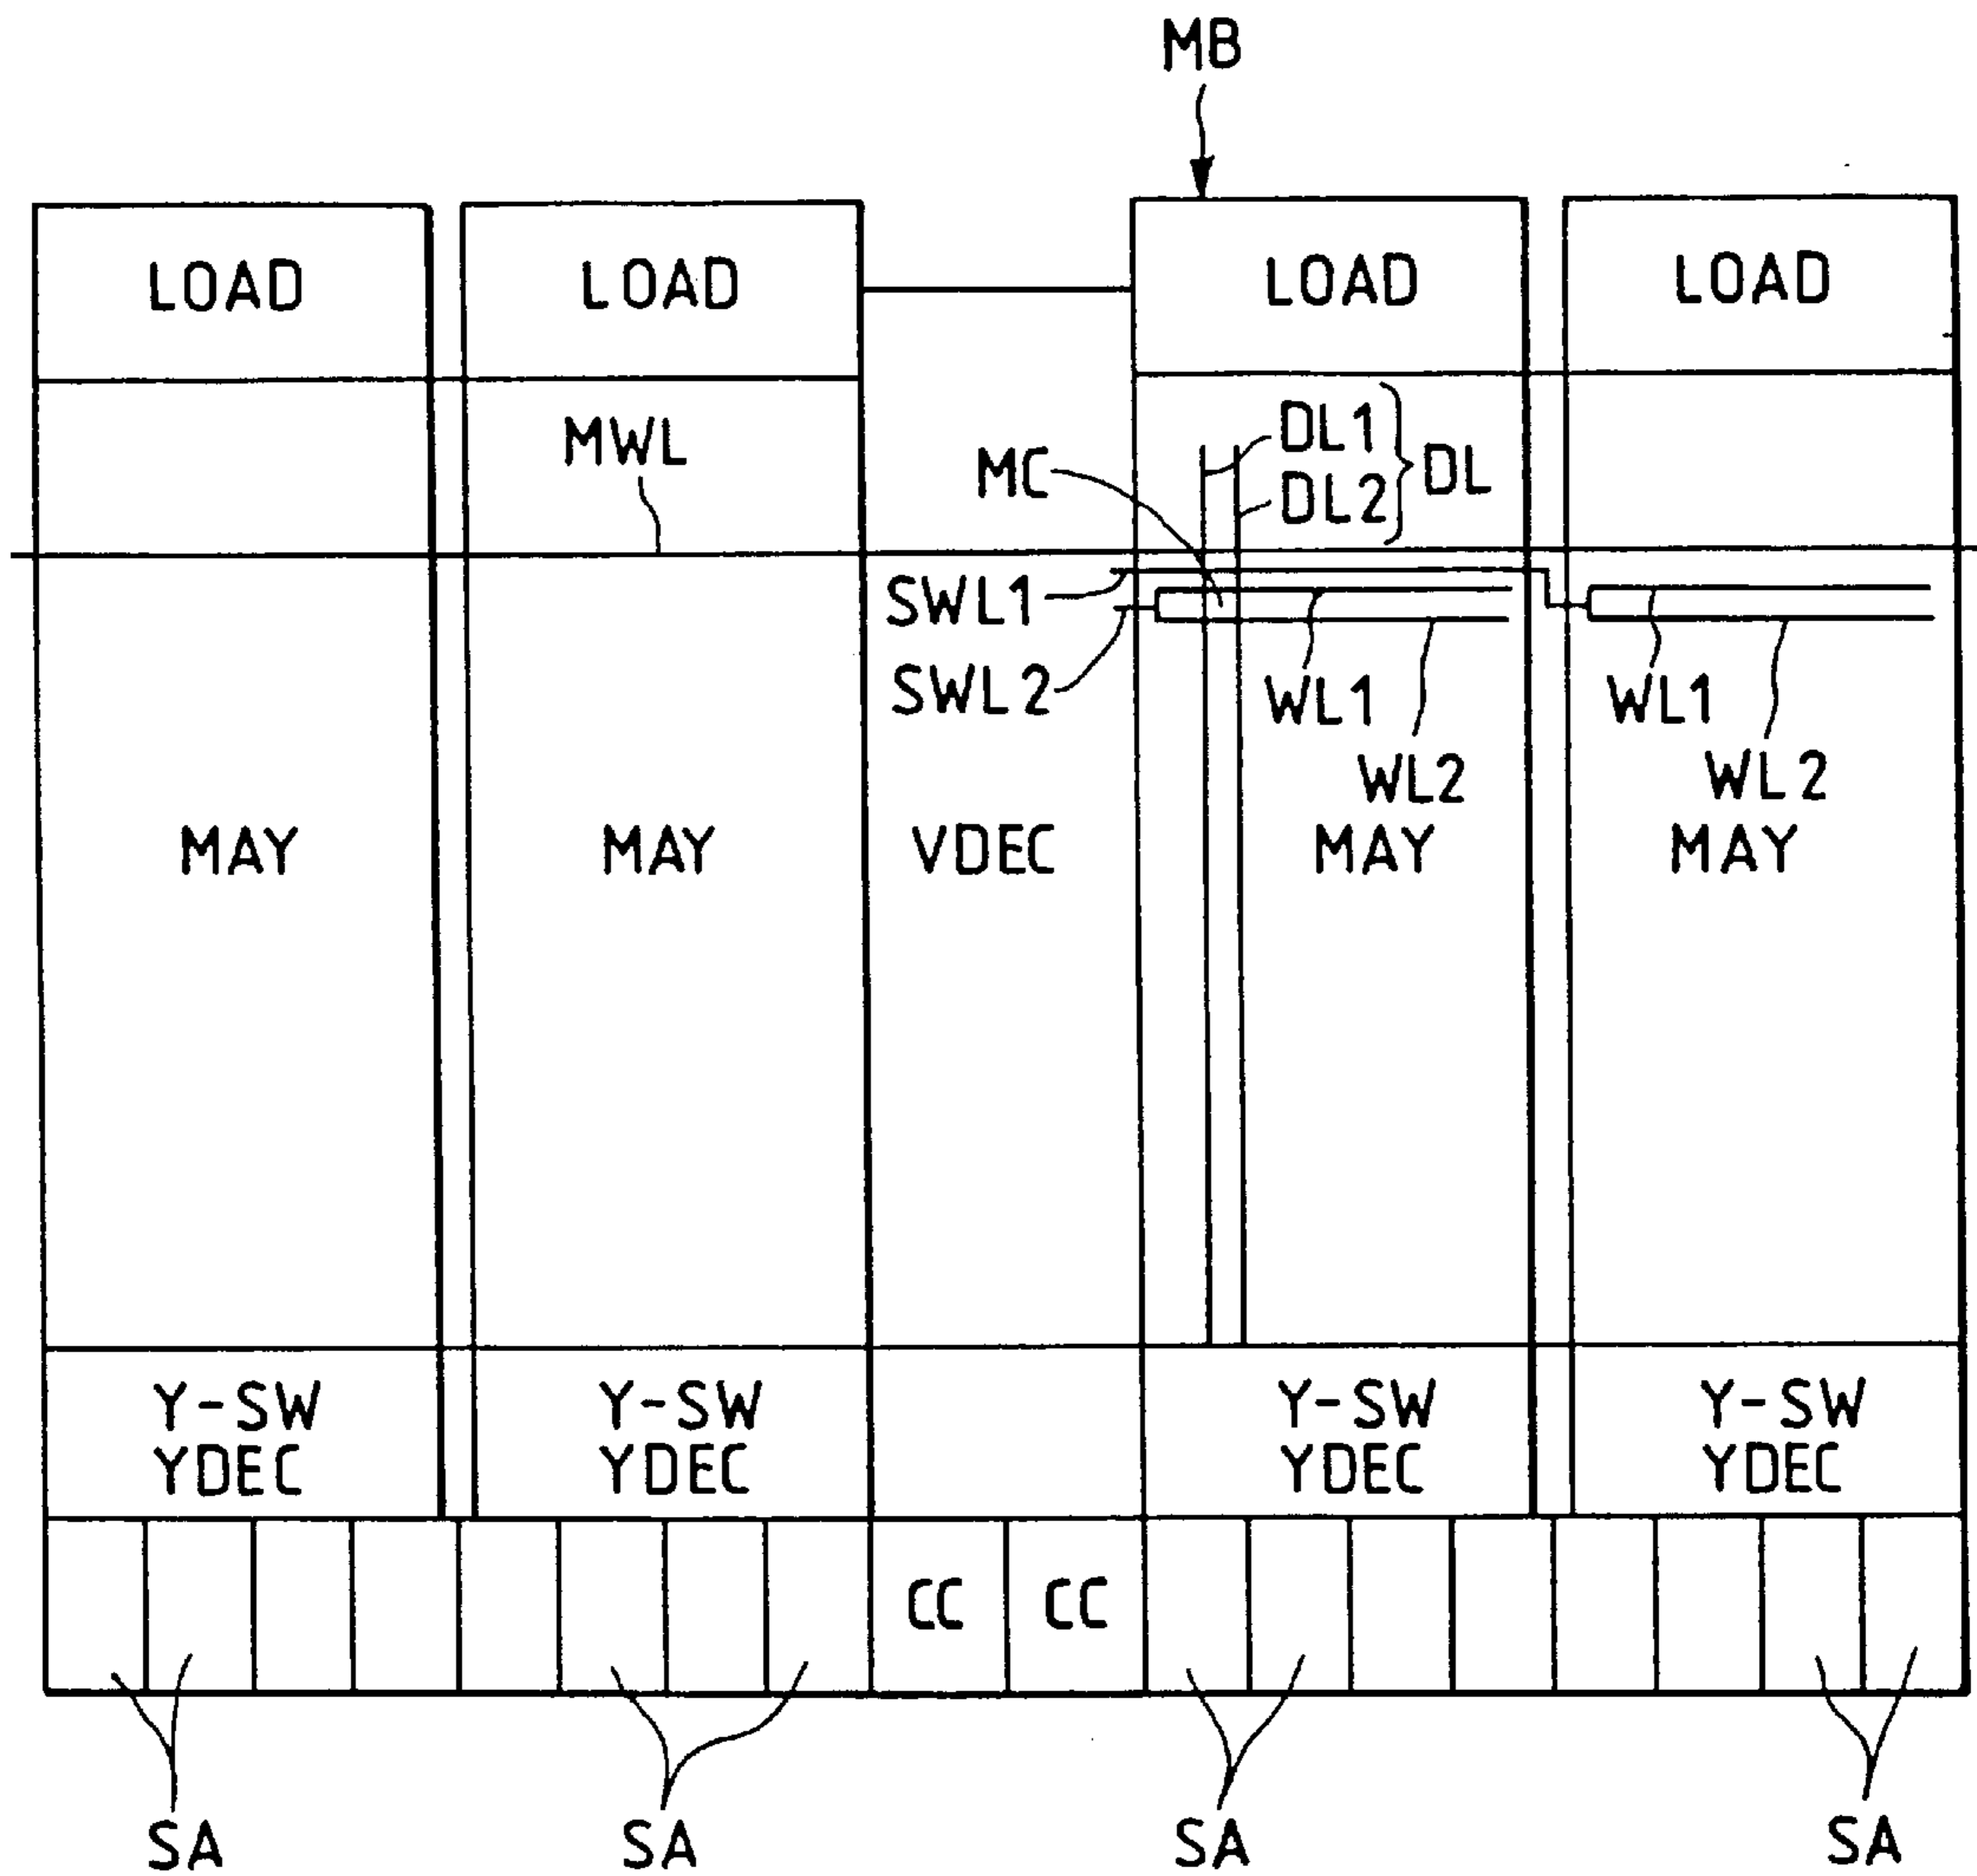 MB
LOAD
LOAD
LOAD
LOAD
MWL
MC
DL1
DL2
DL
SWL1
SWL2
WL1
WL2
WL1
WL2
MAY
MAY
VDEC
MAY
MAY
Y-SW
YDEC
Y-SW
YDEC
Y-SW
YDEC
Y-SW
YDEC
CC
CC
SA
SA
SA
SA